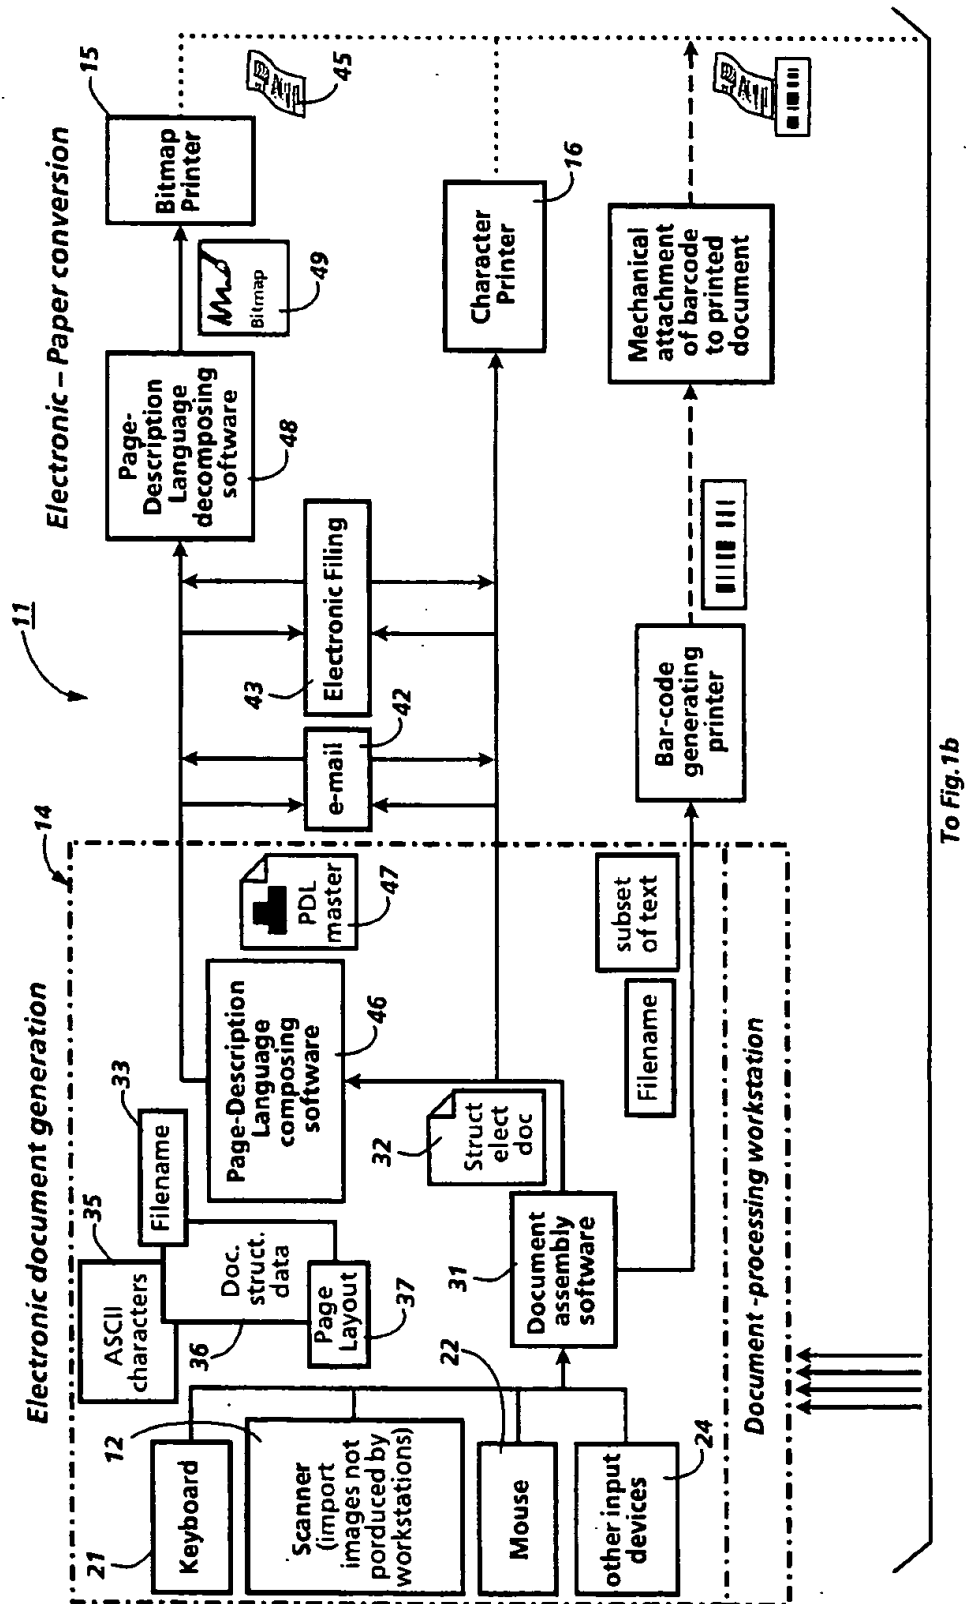 Electronic document generation
Electronic – Paper conversion
11
14
35
ASCII
characters
33
Filename
Doc.
struct.
data
36
Page
Layout
37
21
Keyboard
12
Scanner
(import
images not
porduced by
workstations)
22
Mouse
other input
devices
24
31
Document
assembly
software
32
Struct
elect
doc
Page-Description
Language
composing
software
46
PDL
master
47
Filename
subset
of text
Document -processing workstation
e-mail
42
43
Electronic Filing
Page-
Description
Language
decomposing
software
48
Bitmap
49
Bitmap
Printer
15
45
Character
Printer
16
Bar-code
generating
printer
Mechanical
attachment
of barcode
to printed
document
To Fig.1b